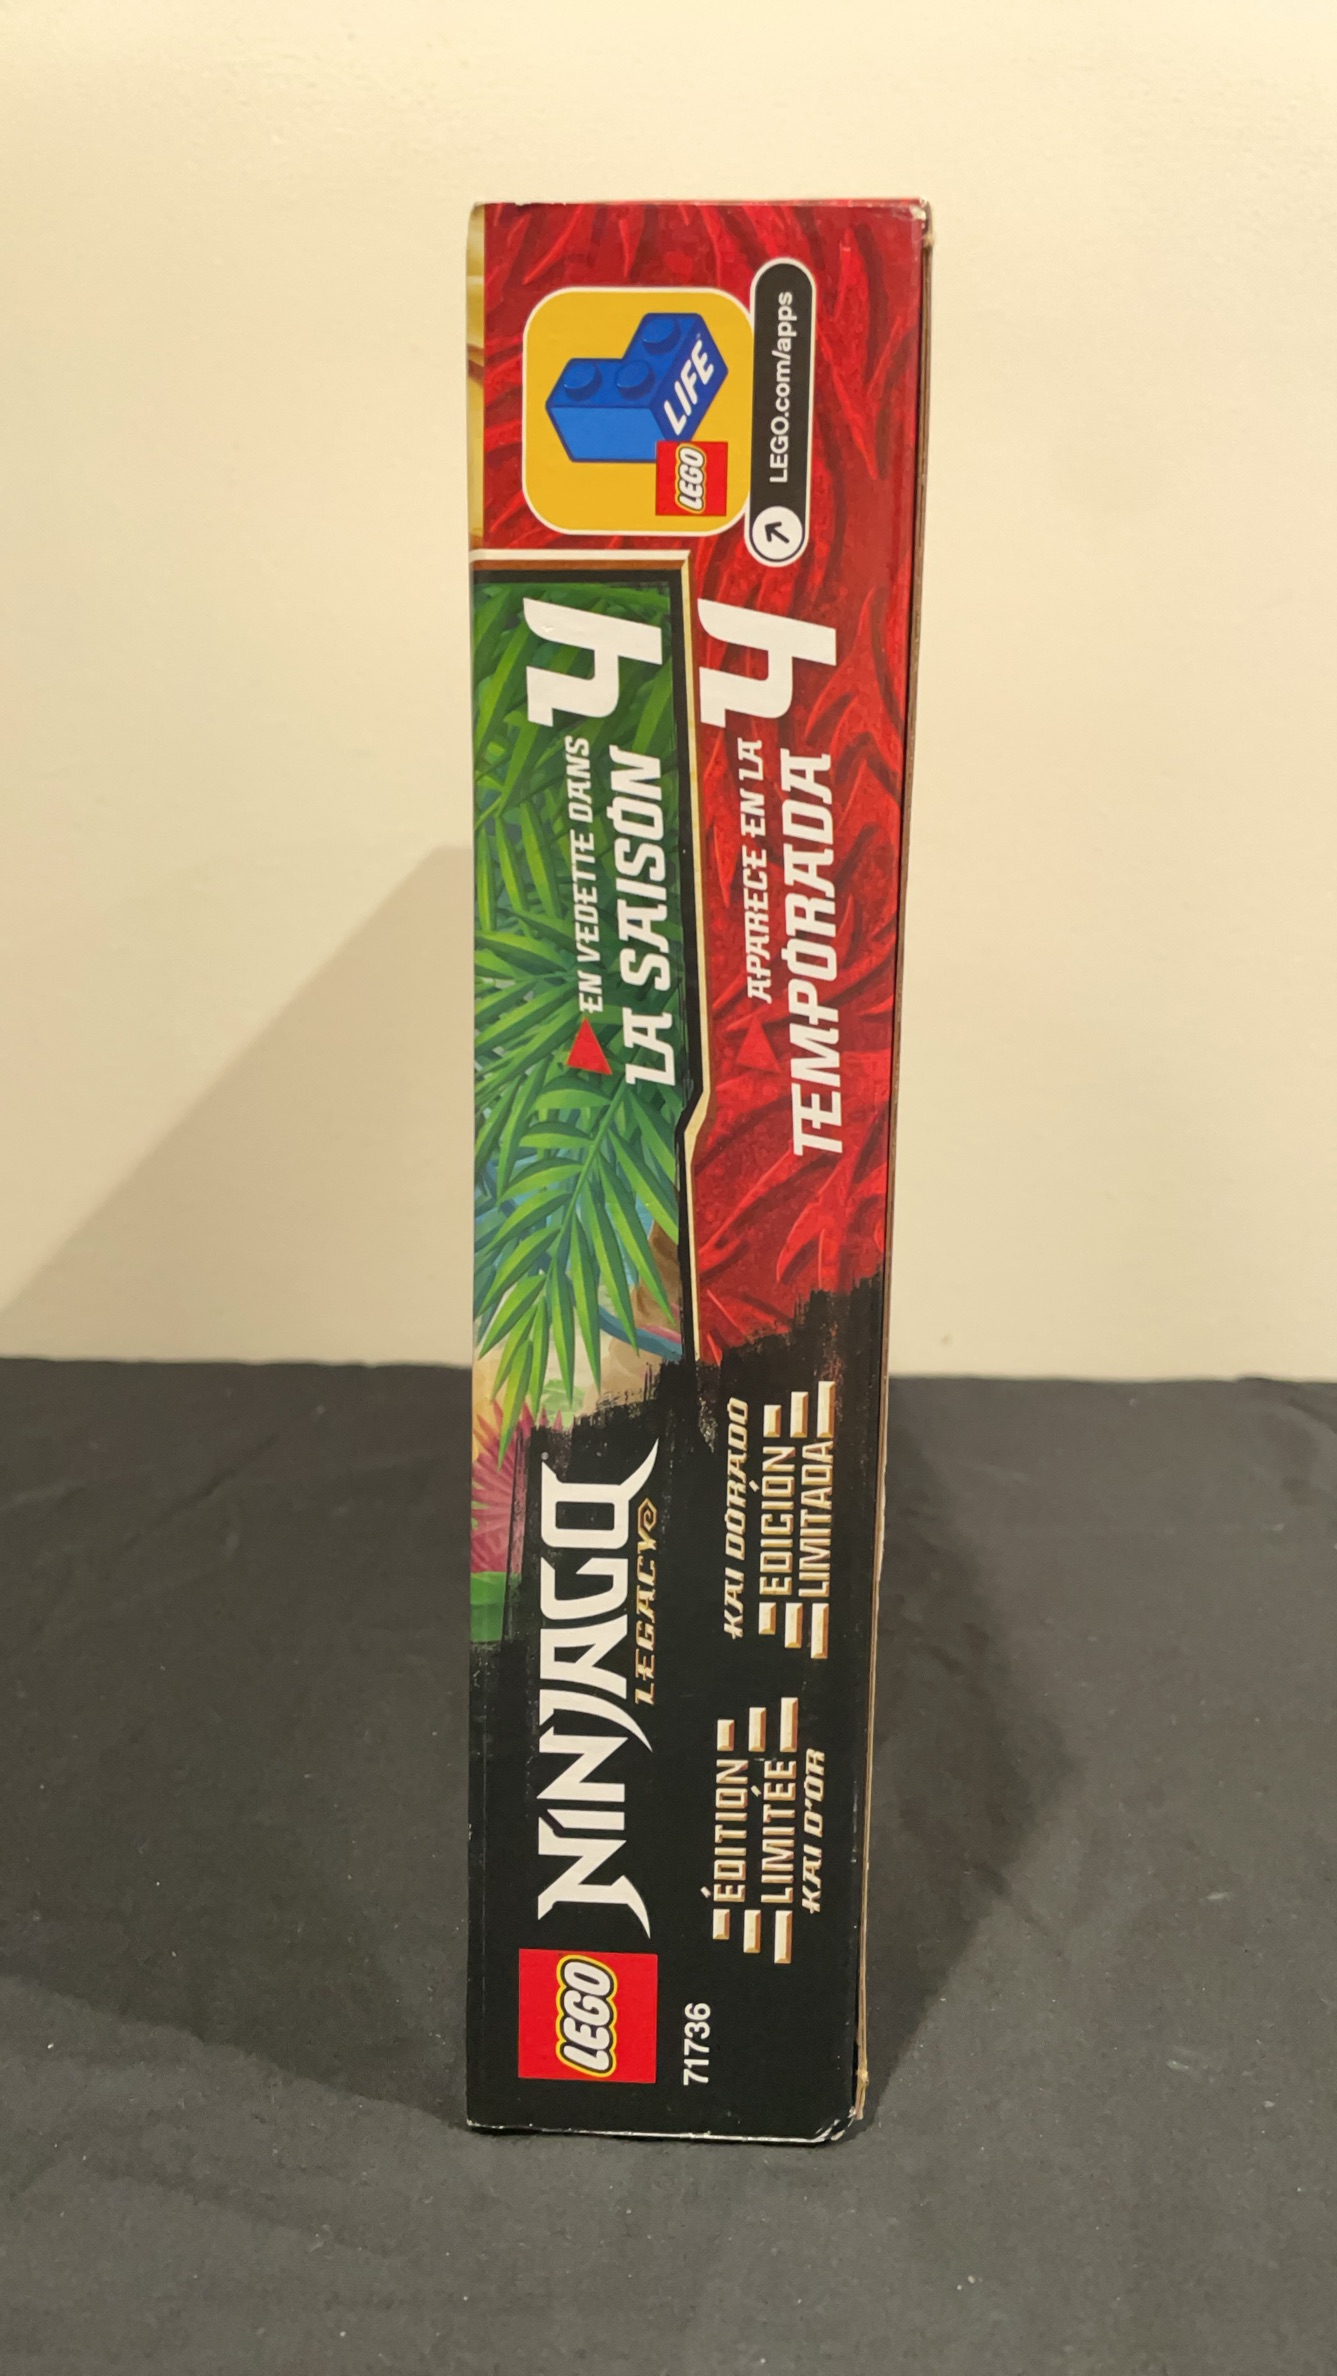 LEGO
NINJAGO
LEGACY
71736
ÉDITION
LIMITÉE
KAI D'OR
KAI DORADO
EDICIÓN
LIMITADA
EN VEDETTE DANS
LA SAISON 4
APARECE EN LA
TEMPORADA 4
LEGO
LIFE
LEGO.com/apps